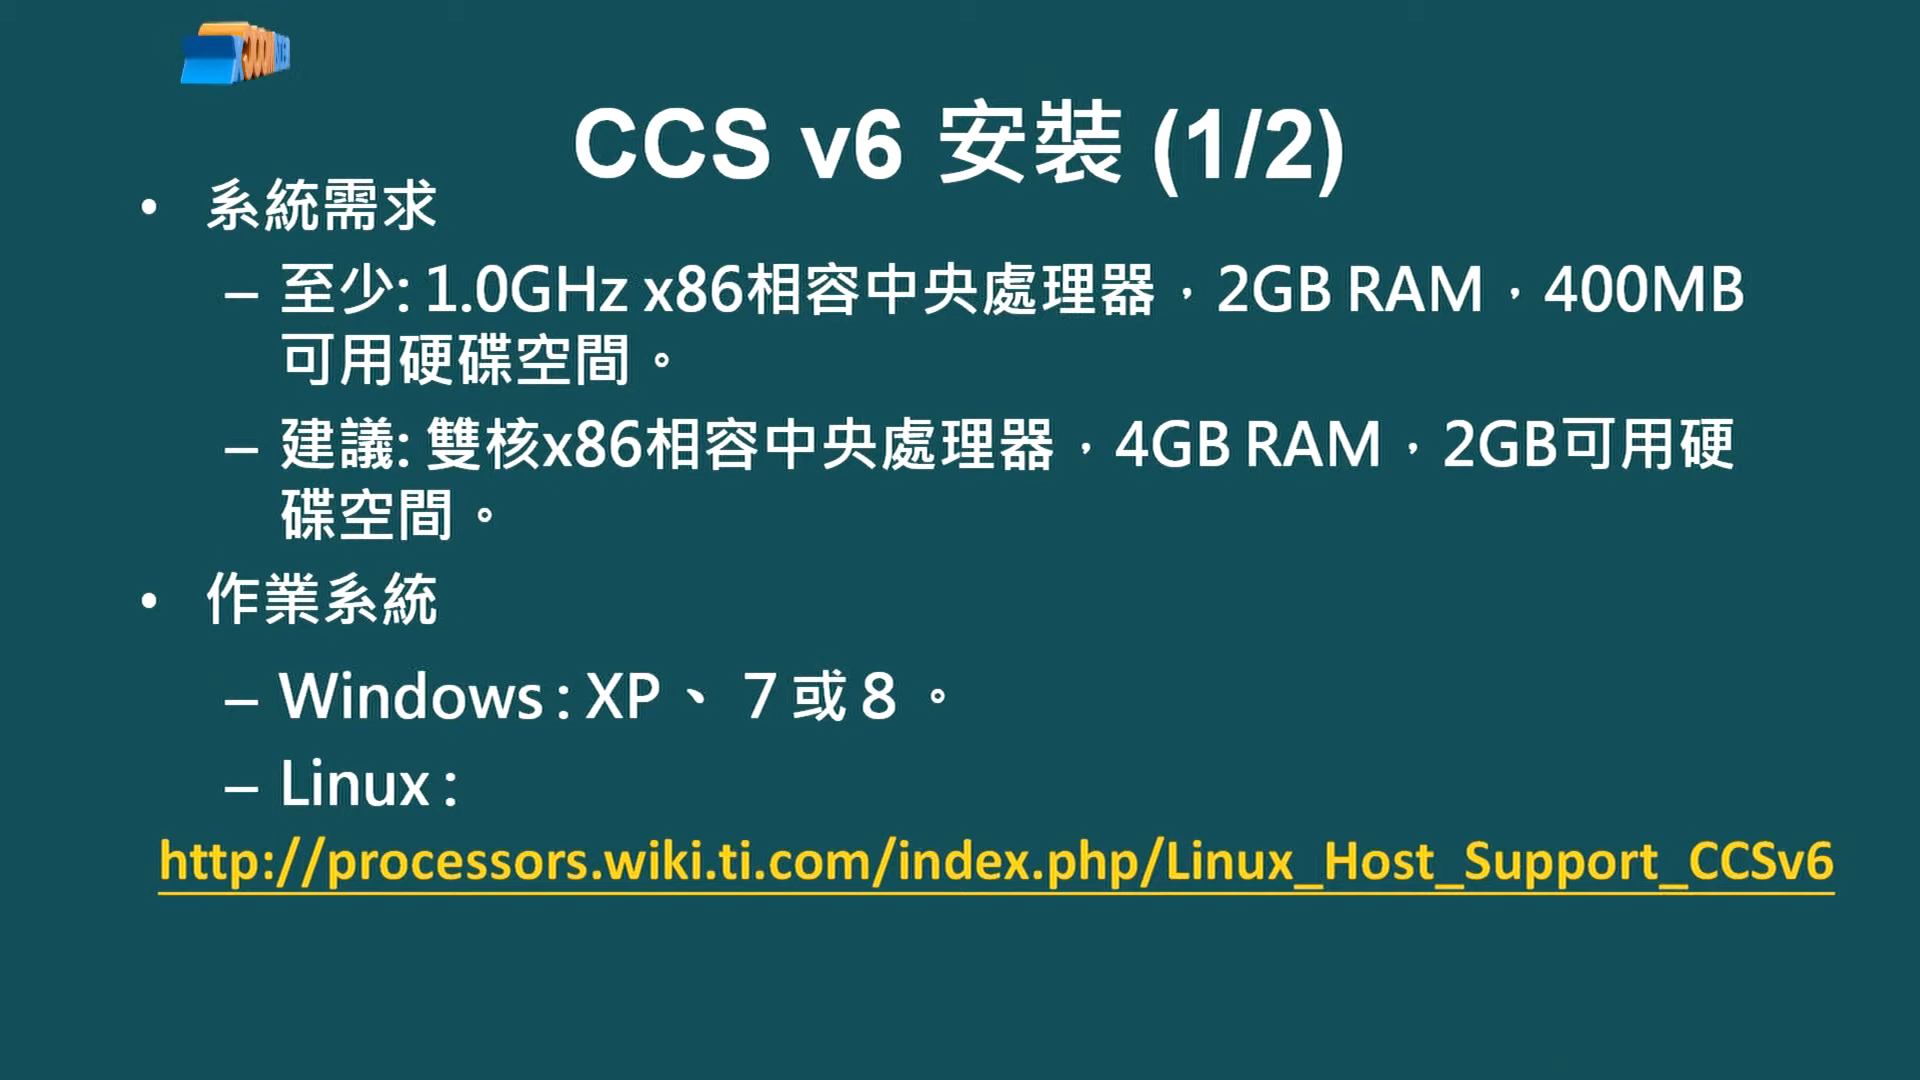 CCS v6 安裝 (1/2)
• 系統需求
– 至少: 1.0GHz x86相容中央處理器，2GB RAM，400MB
可用硬碟空間。
– 建議: 雙核x86相容中央處理器，4GB RAM，2GB可用硬
碟空間。
• 作業系統
– Windows : XP、 7 或 8 。
– Linux :
http://processors.wiki.ti.com/index.php/Linux_Host_Support_CCSv6